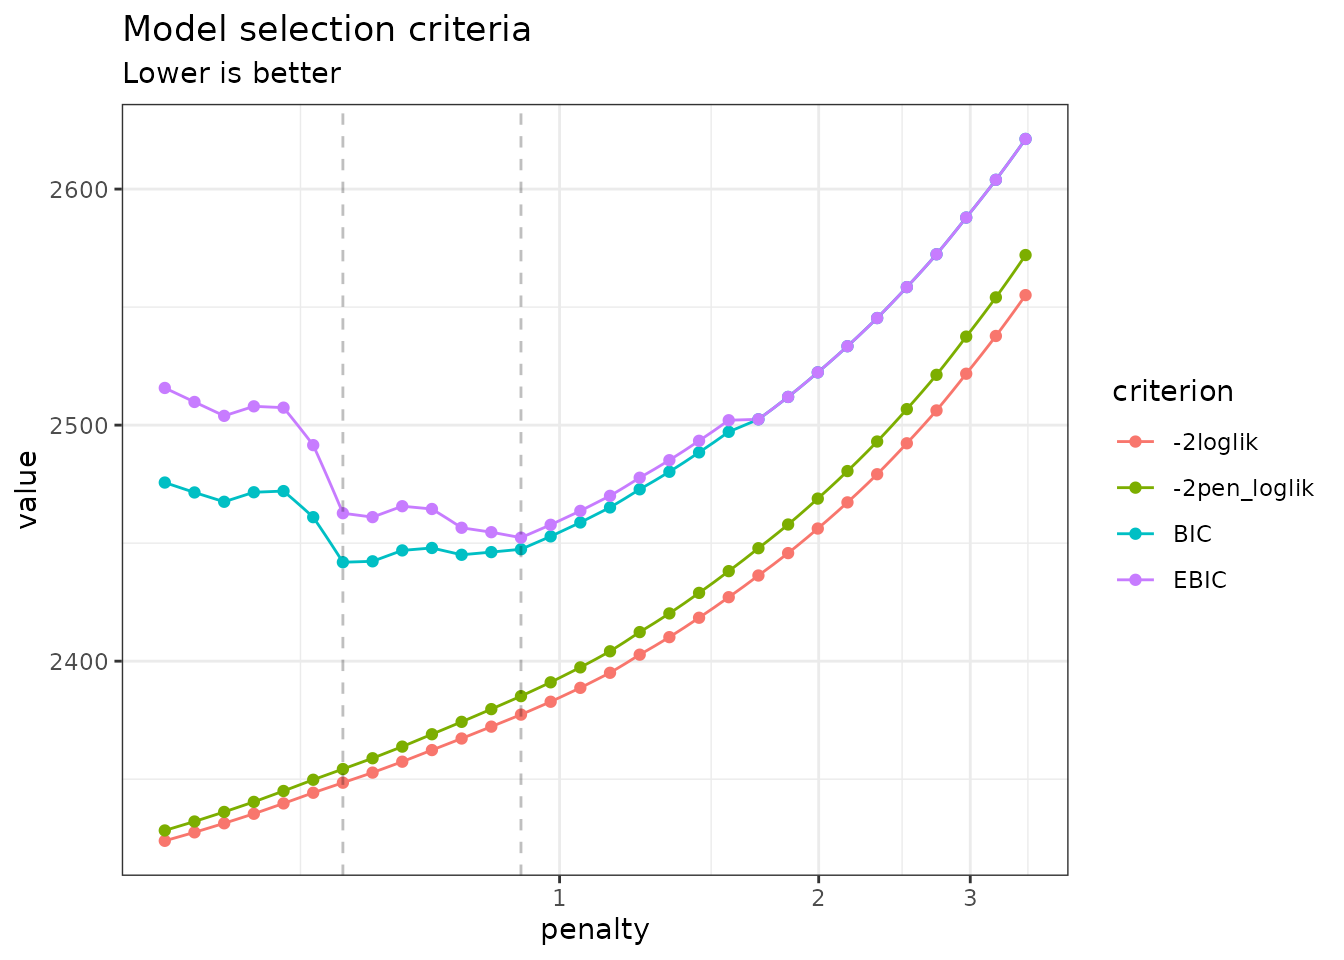 Model selection criteria
Lower is better
value
2600
2500
2400
1
2
3
penalty
criterion
-2loglik
-2pen_loglik
BIC
EBIC